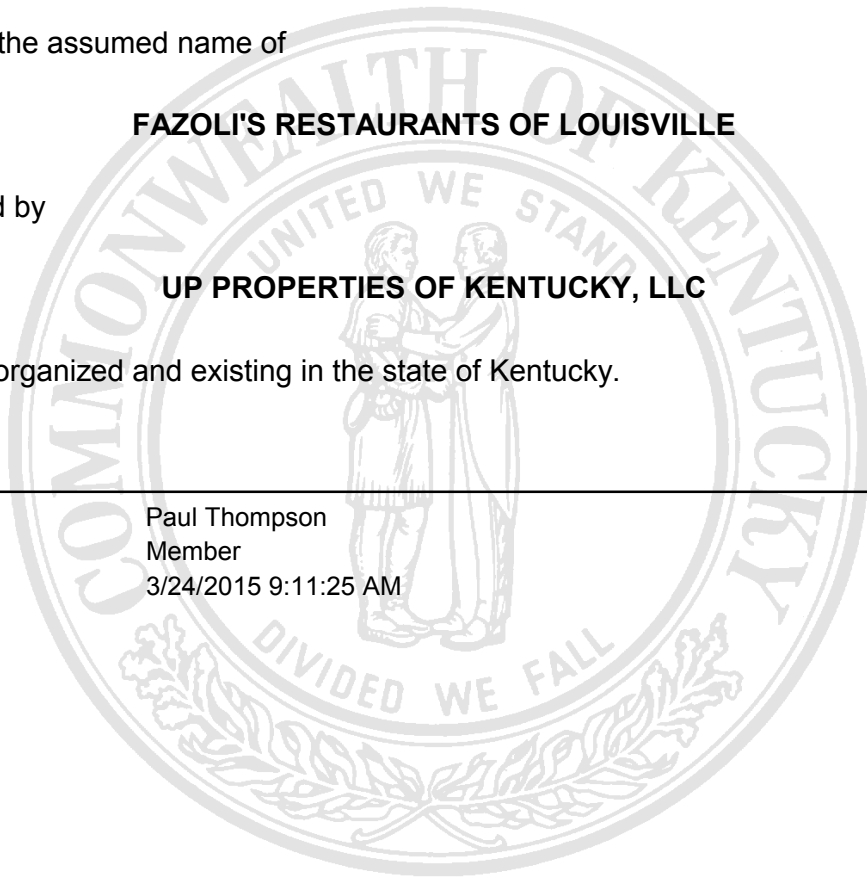 the assumed name of
FAZOLI'S RESTAURANTS OF LOUISVILLE
d by
UP PROPERTIES OF KENTUCKY, LLC
organized and existing in the state of Kentucky.
Paul Thompson
Member
3/24/2015 9:11:25 AM
COMMONWEALTH OF KENTUCKY
UNITED WE STAND
DIVIDED WE FALL